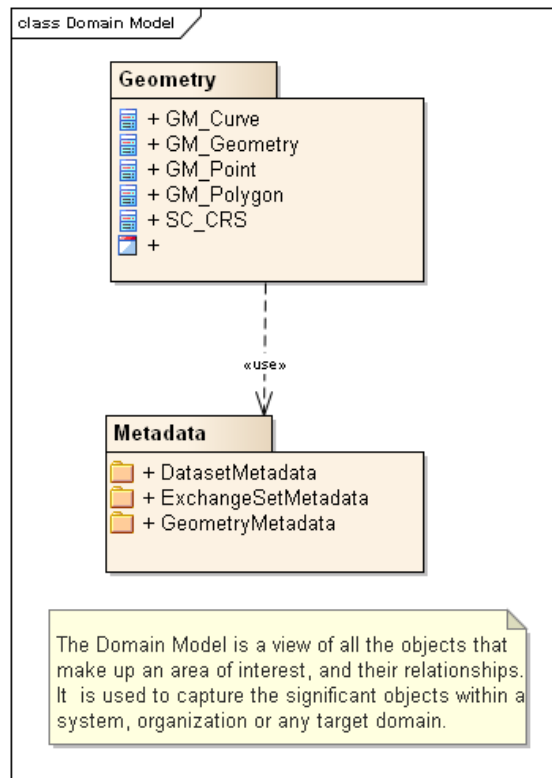 class Domain Model
Geometry
+ GM_Curve
+ GM_Geometry
+ GM_Point
+ GM_Polygon
+ SC_CRS
+
«use»
Metadata
+ DatasetMetadata
+ ExchangeSetMetadata
+ GeometryMetadata
The Domain Model is a view of all the objects that
make up an area of interest, and their relationships.
It is used to capture the significant objects within a
system, organization or any target domain.